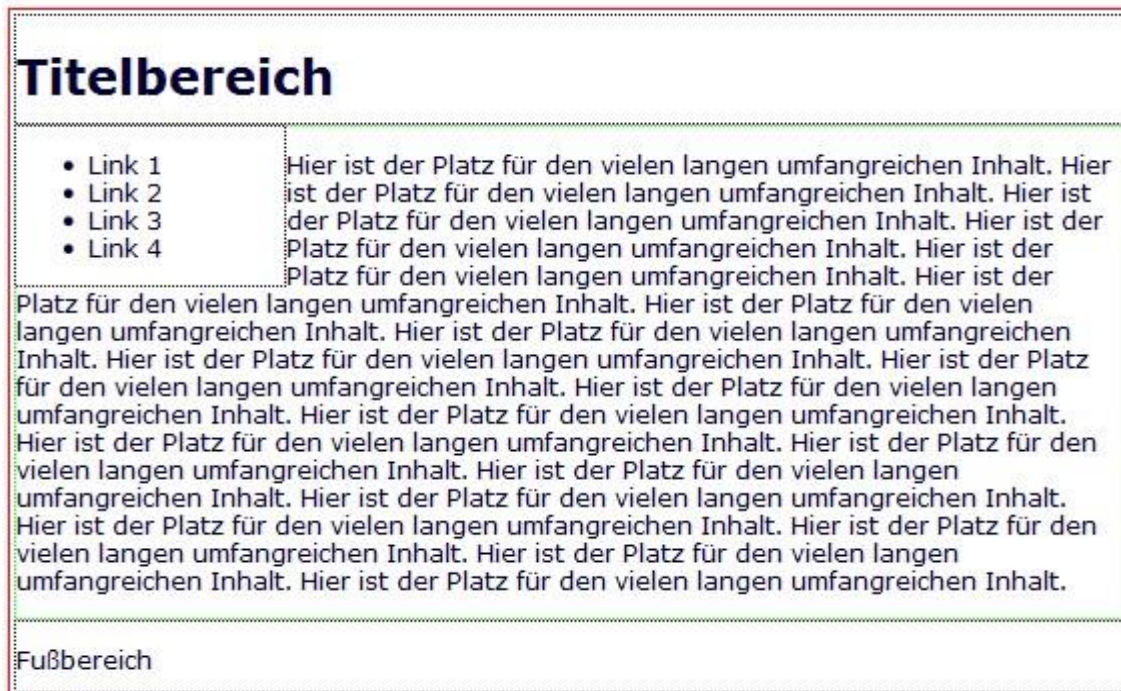 Titelbereich
• Link 1
• Link 2
• Link 3
• Link 4
Hier ist der Platz für den vielen langen umfangreichen Inhalt. Hier
ist der Platz für den vielen langen umfangreichen Inhalt. Hier ist
der Platz für den vielen langen umfangreichen Inhalt. Hier ist der
Platz für den vielen langen umfangreichen Inhalt. Hier ist der
Platz für den vielen langen umfangreichen Inhalt. Hier ist der
Platz für den vielen langen umfangreichen Inhalt. Hier ist der Platz für den vielen
langen umfangreichen Inhalt. Hier ist der Platz für den vielen langen umfangreichen
Inhalt. Hier ist der Platz für den vielen langen umfangreichen Inhalt. Hier ist der Platz
für den vielen langen umfangreichen Inhalt. Hier ist der Platz für den vielen langen
umfangreichen Inhalt. Hier ist der Platz für den vielen langen umfangreichen Inhalt.
Hier ist der Platz für den vielen langen umfangreichen Inhalt. Hier ist der Platz für den
vielen langen umfangreichen Inhalt. Hier ist der Platz für den vielen langen
umfangreichen Inhalt. Hier ist der Platz für den vielen langen umfangreichen Inhalt.
Hier ist der Platz für den vielen langen umfangreichen Inhalt. Hier ist der Platz für den
vielen langen umfangreichen Inhalt. Hier ist der Platz für den vielen langen
umfangreichen Inhalt. Hier ist der Platz für den vielen langen umfangreichen Inhalt.
Fußbereich